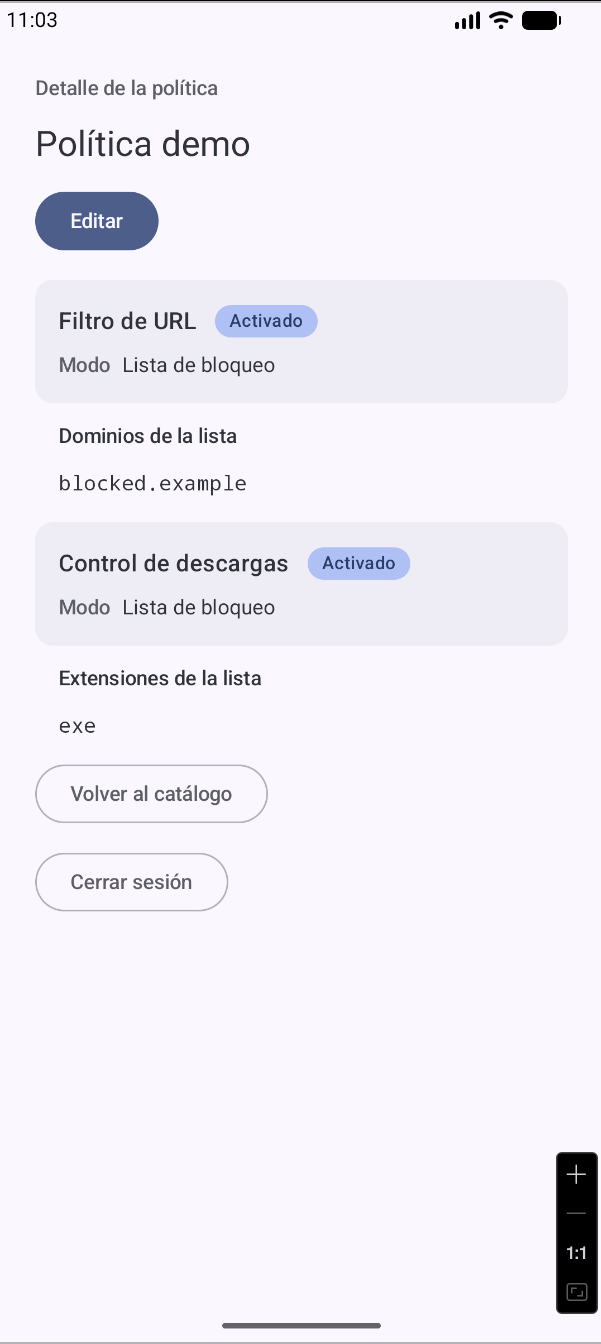 11:03
Detalle de la política
Política demo
Editar
Filtro de URL Activado
Modo Lista de bloqueo
Dominios de la lista
blocked.example
Control de descargas Activado
Modo Lista de bloqueo
Extensiones de la lista
exe
Volver al catálogo
Cerrar sesión
1:1